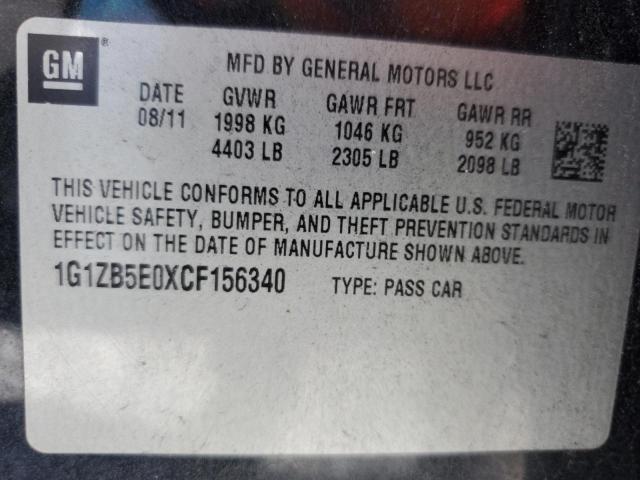 GM
MFD BY GENERAL MOTORS LLC
DATE GVWR GAWR FRT GAWR RR
08/11 1998 KG 1046 KG 952 KG
4403 LB 2305 LB 2098 LB
THIS VEHICLE CONFORMS TO ALL APPLICABLE U.S. FEDERAL MOTOR
VEHICLE SAFETY, BUMPER, AND THEFT PREVENTION STANDARDS IN
EFFECT ON THE DATE OF MANUFACTURE SHOWN ABOVE.
1G1ZB5E0XCF156340 TYPE: PASS CAR